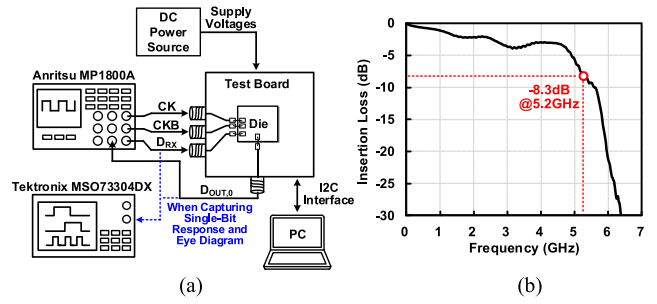 (a)
DC
Power
Source
Supply
Voltages
Anritsu MP1800A
Test Board
CK
CKB
DRX
Die
DOUT,0
Tektronix MSO73304DX
When Capturing
Single-Bit
Response and
Eye Diagram
I2C
Interface
PC
(a)
(b)
Insertion Loss (dB)
0
-5
-10
-15
-20
-25
-30
-8.3dB
@5.2GHz
0 1 2 3 4 5 6 7
Frequency (GHz)
(b)